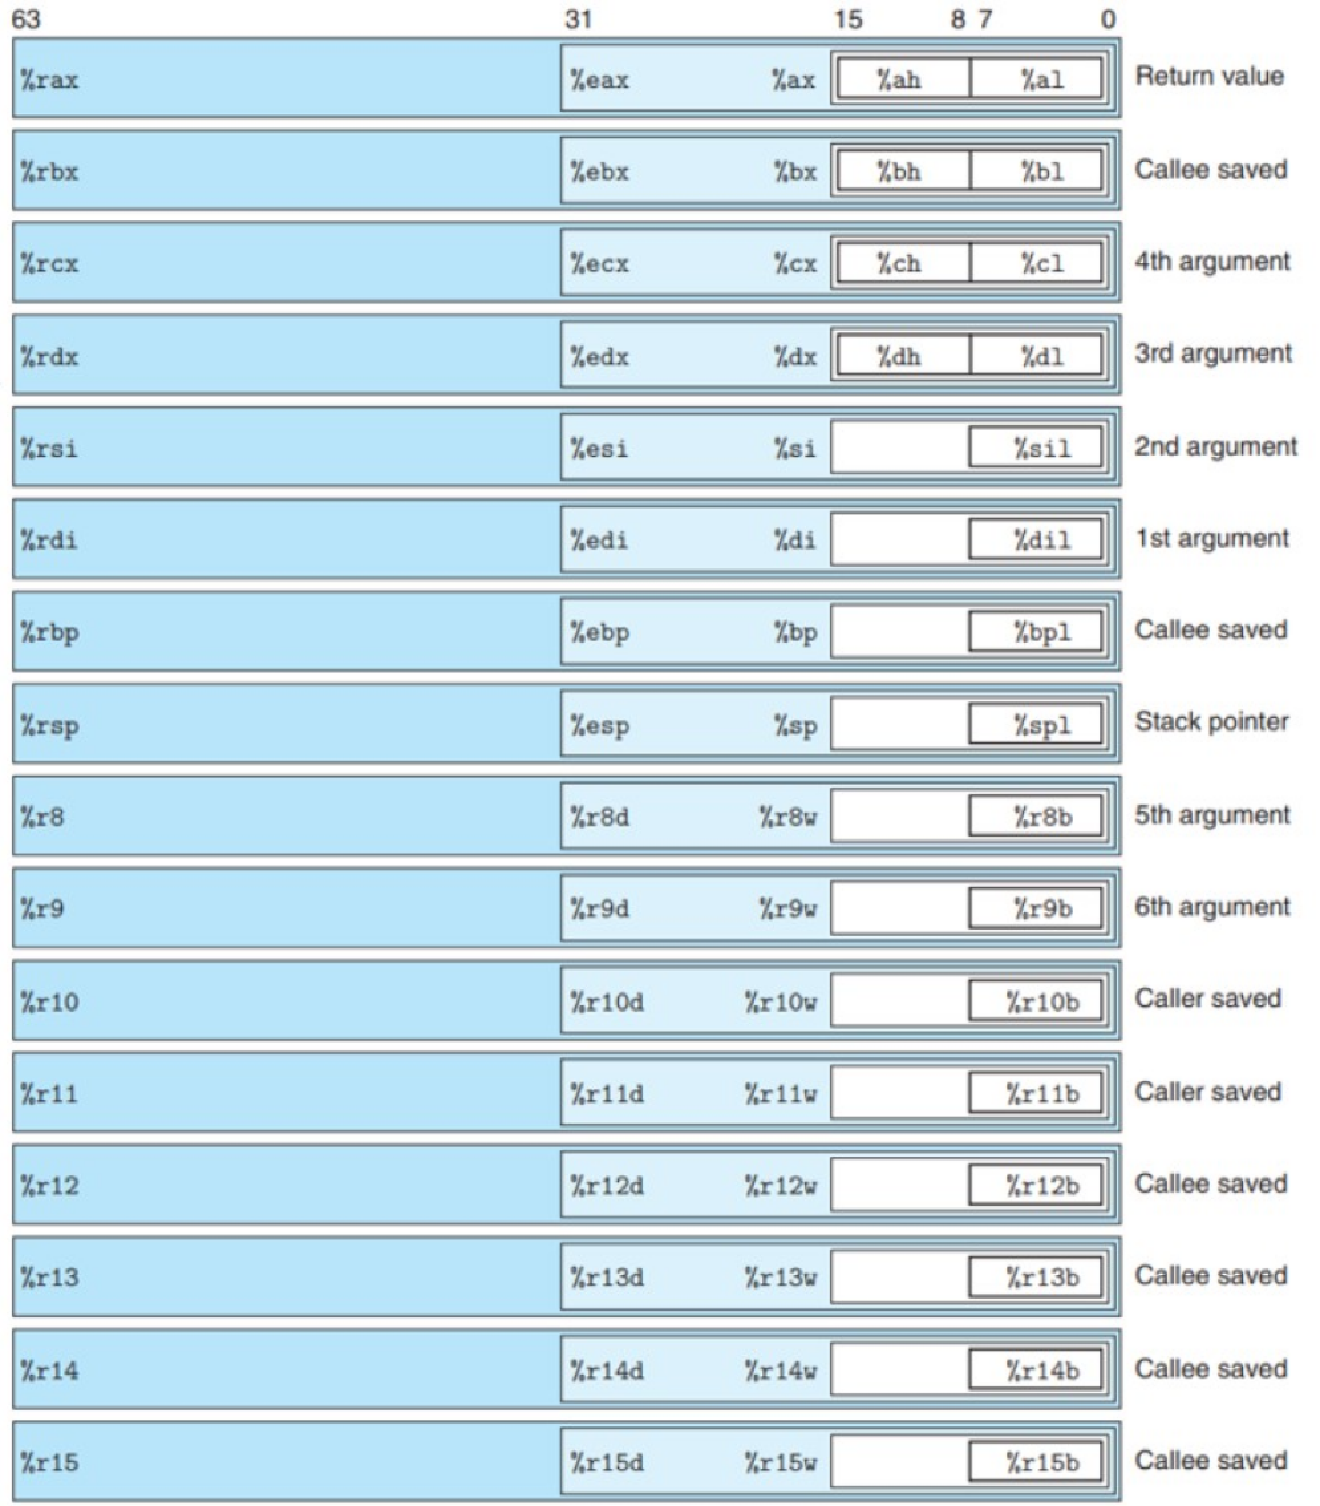 63 31 15 8 7 0
%rax %eax %ax %ah %al Return value
%rbx %ebx %bx %bh %bl Callee saved
%rcx %ecx %cx %ch %cl 4th argument
%rdx %edx %dx %dh %dl 3rd argument
%rsi %esi %si %sil 2nd argument
%rdi %edi %di %dil 1st argument
%rbp %ebp %bp %bpl Callee saved
%rsp %esp %sp %spl Stack pointer
%r8 %r8d %r8w %r8b 5th argument
%r9 %r9d %r9w %r9b 6th argument
%r10 %r10d %r10w %r10b Caller saved
%r11 %r11d %r11w %r11b Caller saved
%r12 %r12d %r12w %r12b Callee saved
%r13 %r13d %r13w %r13b Callee saved
%r14 %r14d %r14w %r14b Callee saved
%r15 %r15d %r15w %r15b Callee saved